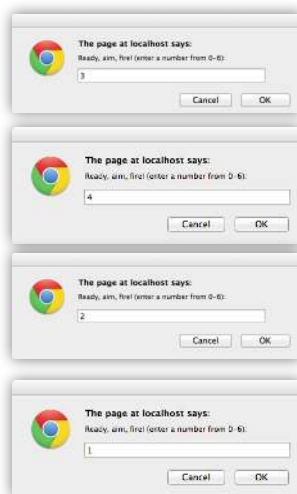 The page at localhost says:
Ready, aim, fire! (enter a number from 0-6):
3
Cancel OK
The page at localhost says:
Ready, aim, fire! (enter a number from 0-6):
4
Cancel OK
The page at localhost says:
Ready, aim, fire! (enter a number from 0-6):
2
Cancel OK
The page at localhost says:
Ready, aim, fire! (enter a number from 0-6):
1
Cancel OK